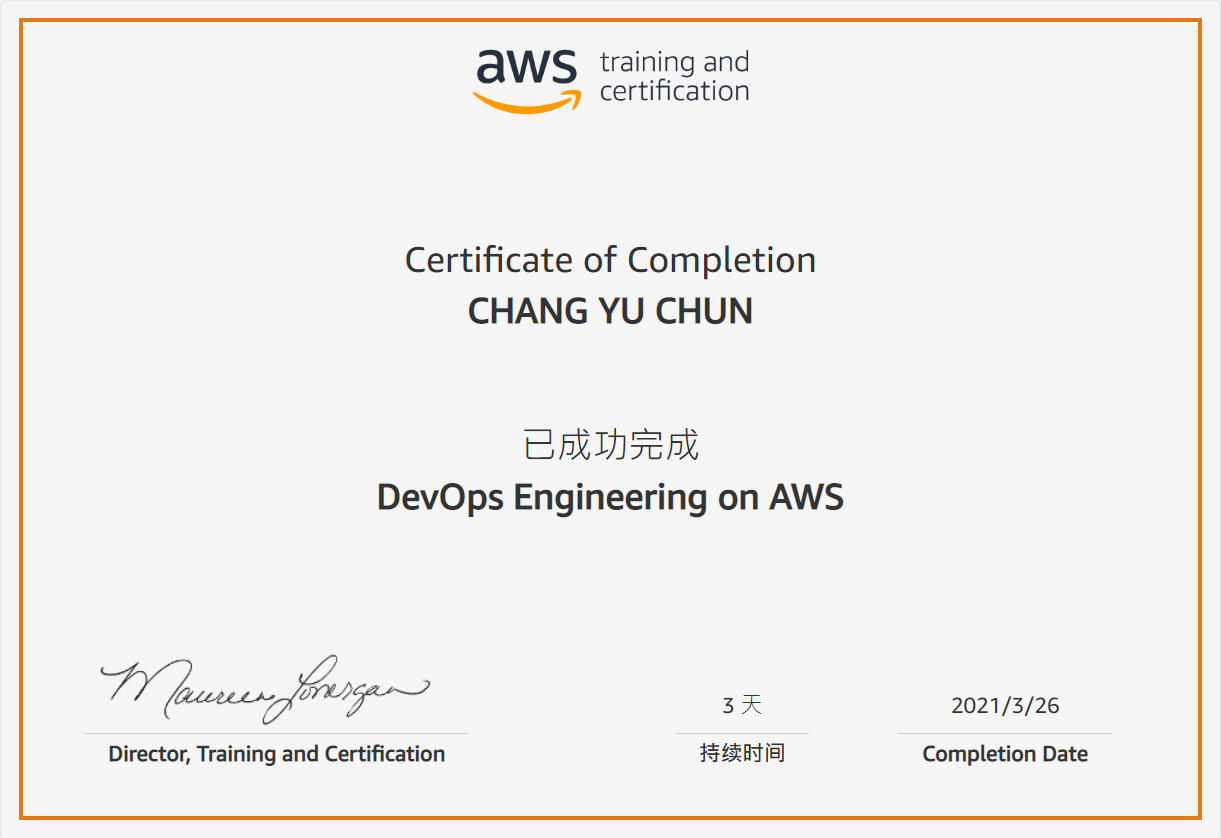 aws training and
certification
Certificate of Completion
CHANG YU CHUN
已成功完成
DevOps Engineering on AWS
Maureen Lonergan
3 天
2021/3/26
Director, Training and Certification
持续时间
Completion Date